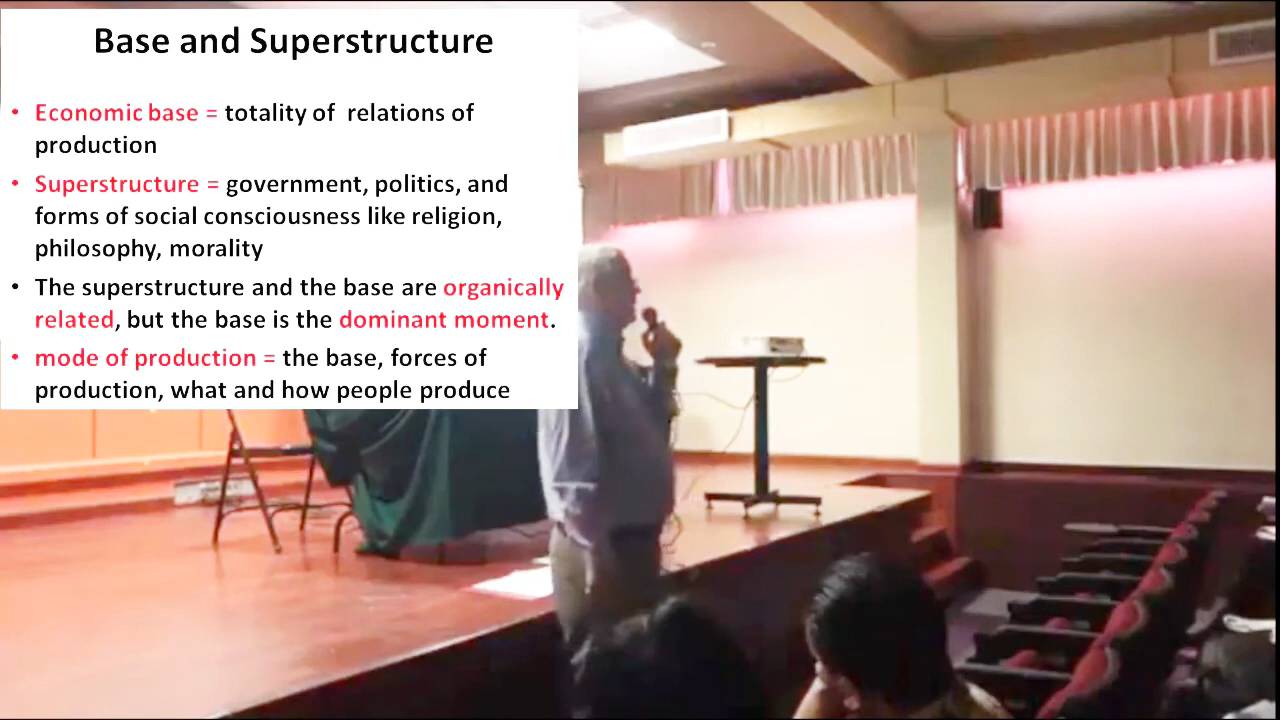 Base and Superstructure
• Economic base = totality of relations of
production
• Superstructure = government, politics, and
forms of social consciousness like religion,
philosophy, morality
• The superstructure and the base are organically
related, but the base is the dominant moment.
• mode of production = the base, forces of
production, what and how people produce